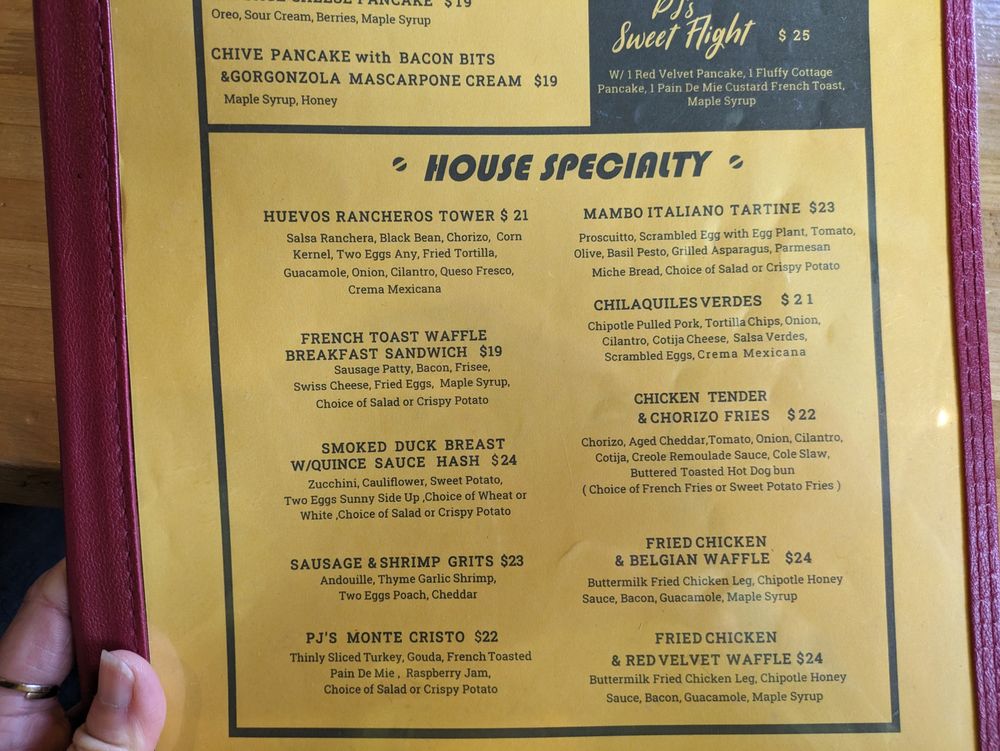 CHEESE PANCAKE $19
Oreo, Sour Cream, Berries, Maple Syrup
CHIVE PANCAKE with BACON BITS
&GORGONZOLA MASCARPONE CREAM $19
Maple Syrup, Honey
PJ's
Sweet Flight $ 25
W/ 1 Red Velvet Pancake, 1 Fluffy Cottage
Pancake, 1 Pain De Mie Custard French Toast,
Maple Syrup
HOUSE SPECIALTY
HUEVOS RANCHEROS TOWER $ 21
Salsa Ranchera, Black Bean, Chorizo, Corn
Kernel, Two Eggs Any, Fried Tortilla,
Guacamole, Onion, Cilantro, Queso Fresco,
Crema Mexicana
FRENCH TOAST WAFFLE
BREAKFAST SANDWICH $19
Sausage Patty, Bacon, Frisee,
Swiss Cheese, Fried Eggs, Maple Syrup,
Choice of Salad or Crispy Potato
SMOKED DUCK BREAST
W/QUINCE SAUCE HASH $24
Zucchini, Cauliflower, Sweet Potato,
Two Eggs Sunny Side Up ,Choice of Wheat or
White ,Choice of Salad or Crispy Potato
SAUSAGE & SHRIMP GRITS $23
Andouille, Thyme Garlic Shrimp,
Two Eggs Poach, Cheddar
PJ'S MONTE CRISTO $22
Thinly Sliced Turkey, Gouda, French Toasted
Pain De Mie , Raspberry Jam,
Choice of Salad or Crispy Potato
MAMBO ITALIANO TARTINE $23
Proscuitto, Scrambled Egg with Egg Plant, Tomato,
Olive, Basil Pesto, Grilled Asparagus, Parmesan
Miche Bread, Choice of Salad or Crispy Potato
CHILAQUILES VERDES $21
Chipotle Pulled Pork, Tortilla Chips, Onion,
Cilantro, Cotija Cheese, Salsa Verdes,
Scrambled Eggs, Crema Mexicana
CHICKEN TENDER
& CHORIZO FRIES $22
Chorizo, Aged Cheddar,Tomato, Onion, Cilantro,
Cotija, Creole Remoulade Sauce, Cole Slaw,
Buttered Toasted Hot Dog bun
( Choice of French Fries or Sweet Potato Fries )
FRIED CHICKEN
& BELGIAN WAFFLE $24
Buttermilk Fried Chicken Leg, Chipotle Honey
Sauce, Bacon, Guacamole, Maple Syrup
FRIED CHICKEN
& RED VELVET WAFFLE $24
Buttermilk Fried Chicken Leg, Chipotle Honey
Sauce, Bacon, Guacamole, Maple Syrup